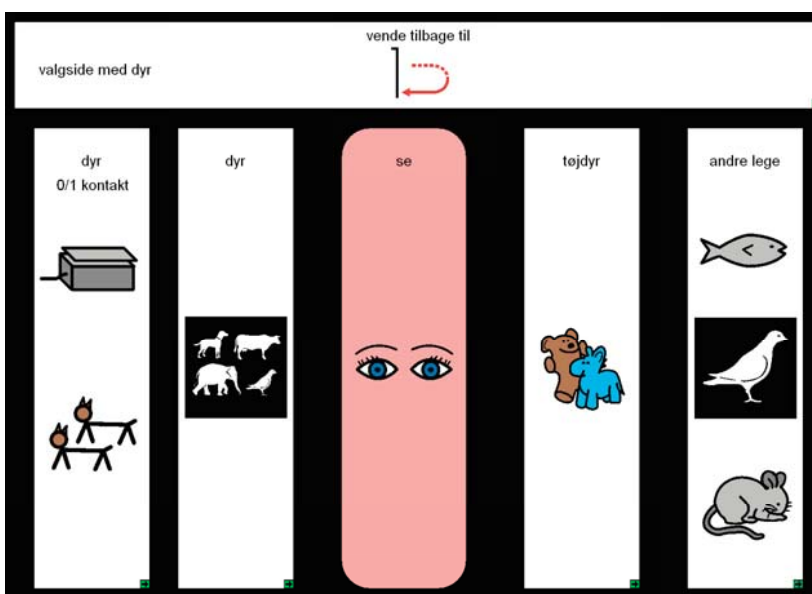 vende tilbage til
valgside med dyr
dyr
0/1 kontakt
dyr
se
tøjdyr
andre lege